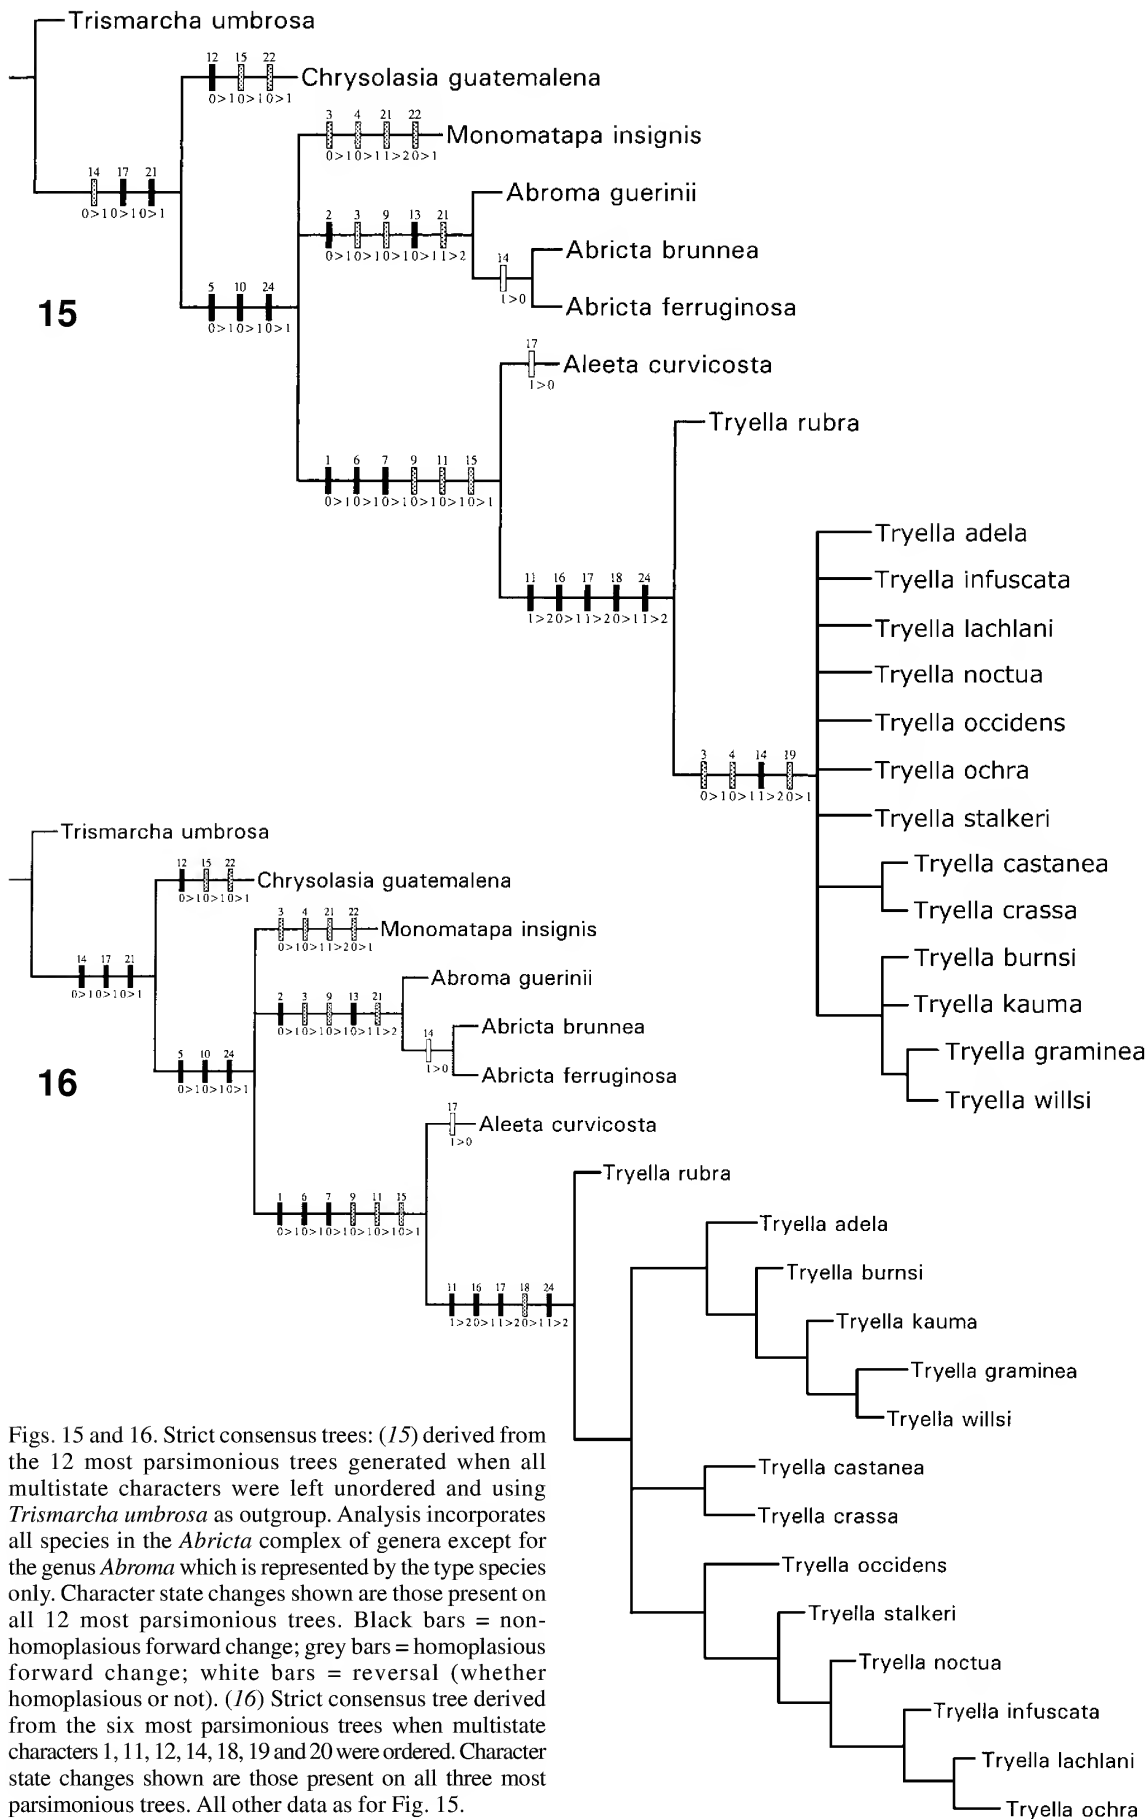 Trismarcha umbrosa
12 15 22
Chrysolasia guatemalena
0>1 0>1 0>1
3 4 21 22
Monomatapa insignis
0>1 0>1 1>2 0>1
14 17 21
0>1 0>1 0>1
Abroma guerinii
2 3 9 13 21
0>1 0>1 0>1 0>1 1>2
Abricta brunnea
14
1>0
Abricta ferruginosa
5 10 24
0>1 0>1 0>1
15
17
Aleeta curvicosta
1>0
Tryella rubra
1 6 7 9 11 15
0>1 0>1 0>1 0>1 0>1 0>1
Tryella adela
Tryella infuscata
11 16 17 18 24
1>2 0>1 1>2 0>1 1>2
Tryella lachlani
Tryella noctua
Tryella occidens
3 4 14 19
0>1 0>1 1>2 0>1
Tryella ochra
Tryella stalkeri
Tryella castanea
Tryella crassa
Tryella burnsi
Tryella kauma
Tryella graminea
Tryella willsi
Trismarcha umbrosa
12 15 22
Chrysolasia guatemalena
0>1 0>1 0>1
3 4 21 22
Monomatapa insignis
0>1 0>1 1>2 0>1
14 17 21
0>1 0>1 0>1
Abroma guerinii
2 3 9 13 21
0>1 0>1 0>1 0>1 1>2
Abricta brunnea
14
1>0
Abricta ferruginosa
5 10 24
0>1 0>1 0>1
16
17
Aleeta curvicosta
1>0
Tryella rubra
1 6 7 9 11 15
0>1 0>1 0>1 0>1 0>1 0>1
Tryella adela
Tryella burnsi
11 16 17 18 24
1>2 0>1 1>2 0>1 1>2
Tryella kauma
Tryella graminea
Tryella willsi
Tryella castanea
Tryella crassa
Tryella occidens
Tryella stalkeri
Tryella noctua
Tryella infuscata
Tryella lachlani
Tryella ochra
Figs. 15 and 16. Strict consensus trees: (15) derived from
the 12 most parsimonious trees generated when all
multistate characters were left unordered and using
Trismarcha umbrosa as outgroup. Analysis incorporates
all species in the Abricta complex of genera except for
the genus Abroma which is represented by the type species
only. Character state changes shown are those present on
all 12 most parsimonious trees. Black bars = non-
homoplasious forward change; grey bars = homoplasious
forward change; white bars = reversal (whether
homoplasious or not). (16) Strict consensus tree derived
from the six most parsimonious trees when multistate
characters 1, 11, 12, 14, 18, 19 and 20 were ordered. Character
state changes shown are those present on all three most
parsimonious trees. All other data as for Fig. 15.